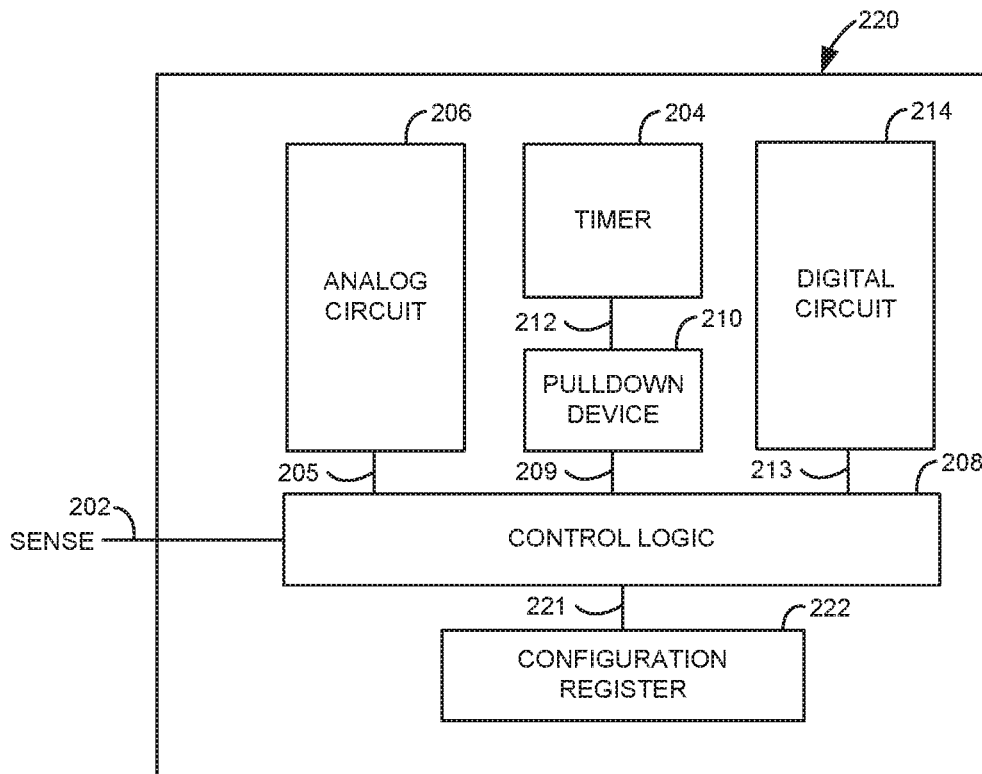 220
206
204
214
ANALOG
CIRCUIT
TIMER
DIGITAL
CIRCUIT
212
210
PULLDOWN
DEVICE
205
209
213
208
202
SENSE
CONTROL LOGIC
221
222
CONFIGURATION
REGISTER